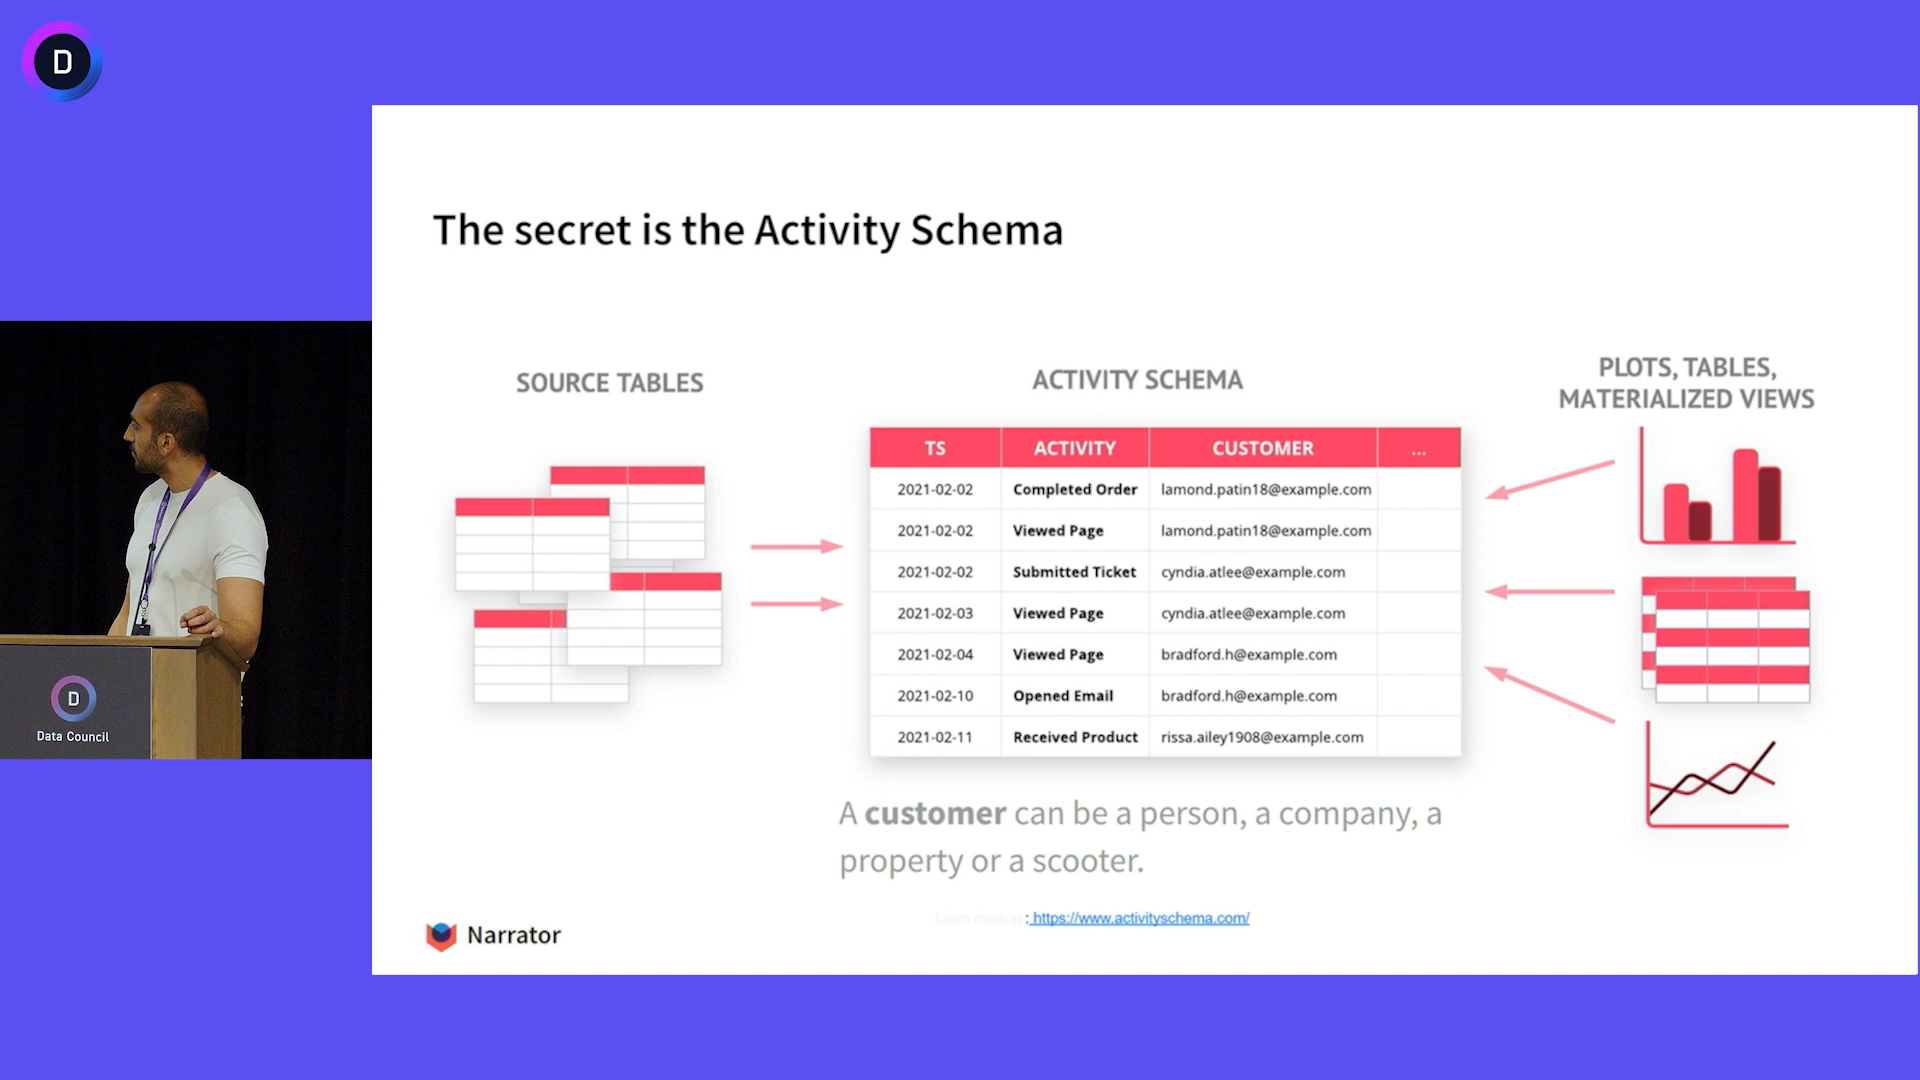 D
The secret is the Activity Schema
SOURCE TABLES
ACTIVITY SCHEMA
PLOTS, TABLES,
MATERIALIZED VIEWS
TS ACTIVITY CUSTOMER ...
2021-02-02 Completed Order lamond.patin18@example.com
2021-02-02 Viewed Page lamond.patin18@example.com
2021-02-02 Submitted Ticket cyndia.atlee@example.com
2021-02-03 Viewed Page cyndia.atlee@example.com
2021-02-04 Viewed Page bradford.h@example.com
2021-02-10 Opened Email bradford.h@example.com
2021-02-11 Received Product rissa.ailey1908@example.com
A customer can be a person, a company, a
property or a scooter.
Learn more at : https://www.activityschema.com/
Narrator
D
Data Council